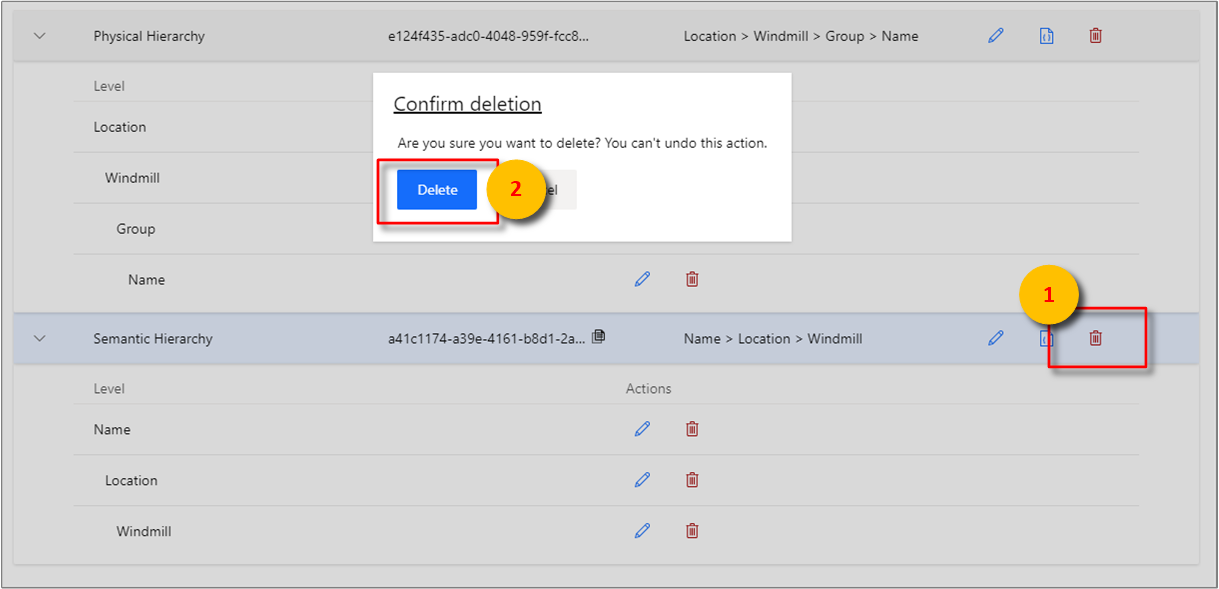 Physical Hierarchy e124f435-adc0-4048-959f-fcc8... Location > Windmill > Group > Name
Level
Confirm deletion
Location
Are you sure you want to delete? You can't undo this action.
Windmill
Delete 2 el
Group
Name
1
Semantic Hierarchy a41c1174-a39e-4161-b8d1-2a... Name > Location > Windmill
Level Actions
Name
Location
Windmill